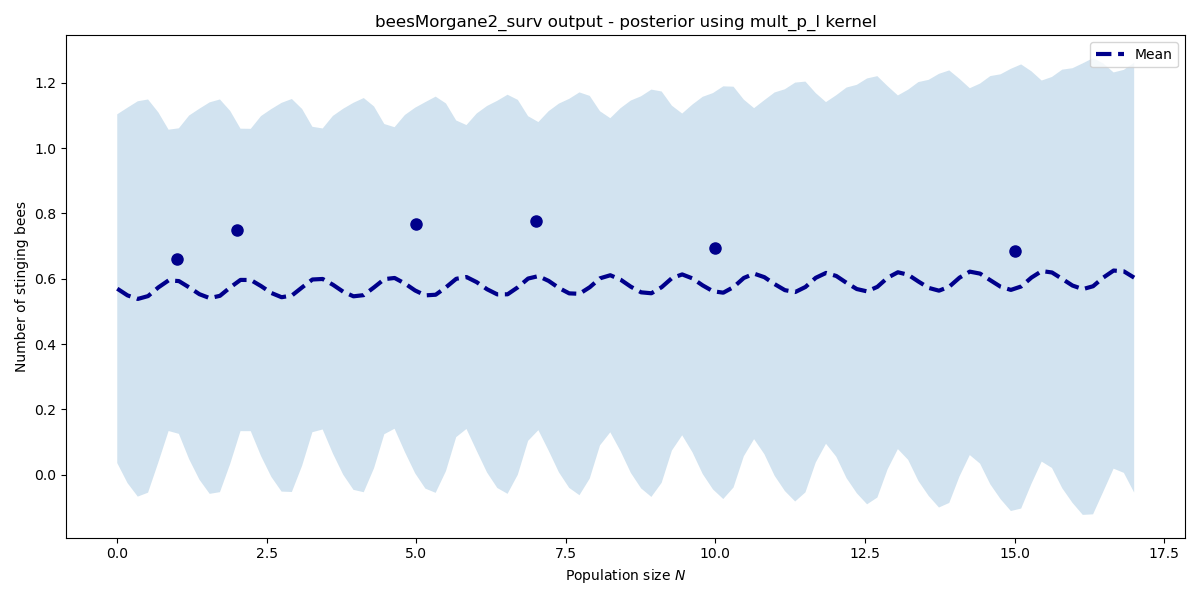 beesMorgane2_surv output - posterior using mult_p_l kernel
Mean
Number of stinging bees
1.2
1.0
0.8
0.6
0.4
0.2
0.0
0.0 2.5 5.0 7.5 10.0 12.5 15.0 17.5
Population size N